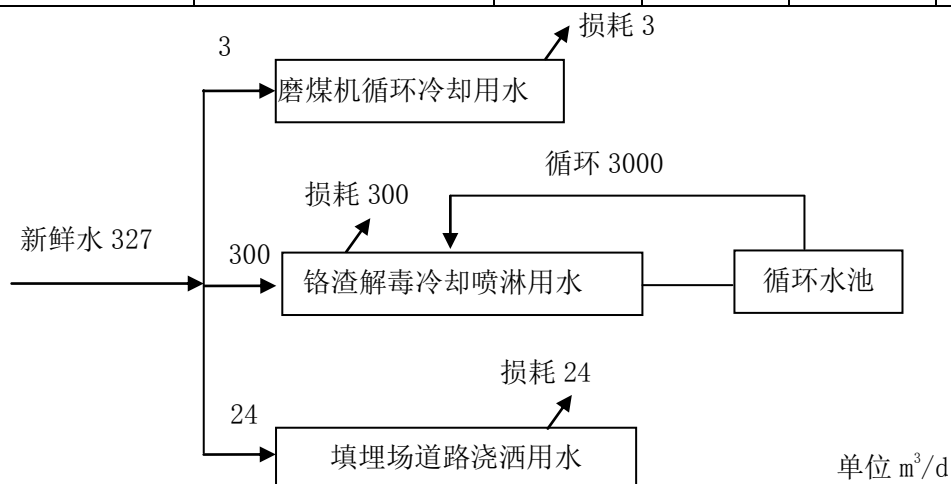 损耗 3
3
磨煤机循环冷却用水
循环 3000
损耗 300
新鲜水 327
300
铬渣解毒冷却喷淋用水
循环水池
损耗 24
24
填埋场道路浇洒用水
单位 m³/d